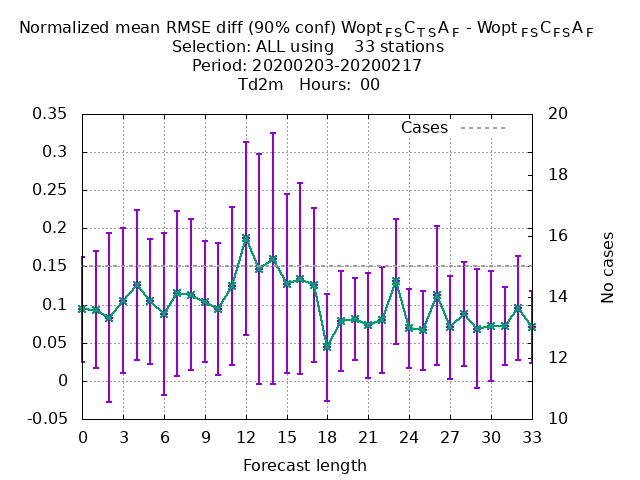 Normalized mean RMSE diff (90% conf) Wopt FS C TS A F - Wopt FS C FS A F
Selection: ALL using 33 stations
Period: 20200203-20200217
Td2m Hours: 00
0.35
0.3
0.25
0.2
0.15
0.1
0.05
0
-0.05
Cases
20
18
16
14
12
10
No cases
0 3 6 9 12 15 18 21 24 27 30 33
Forecast length